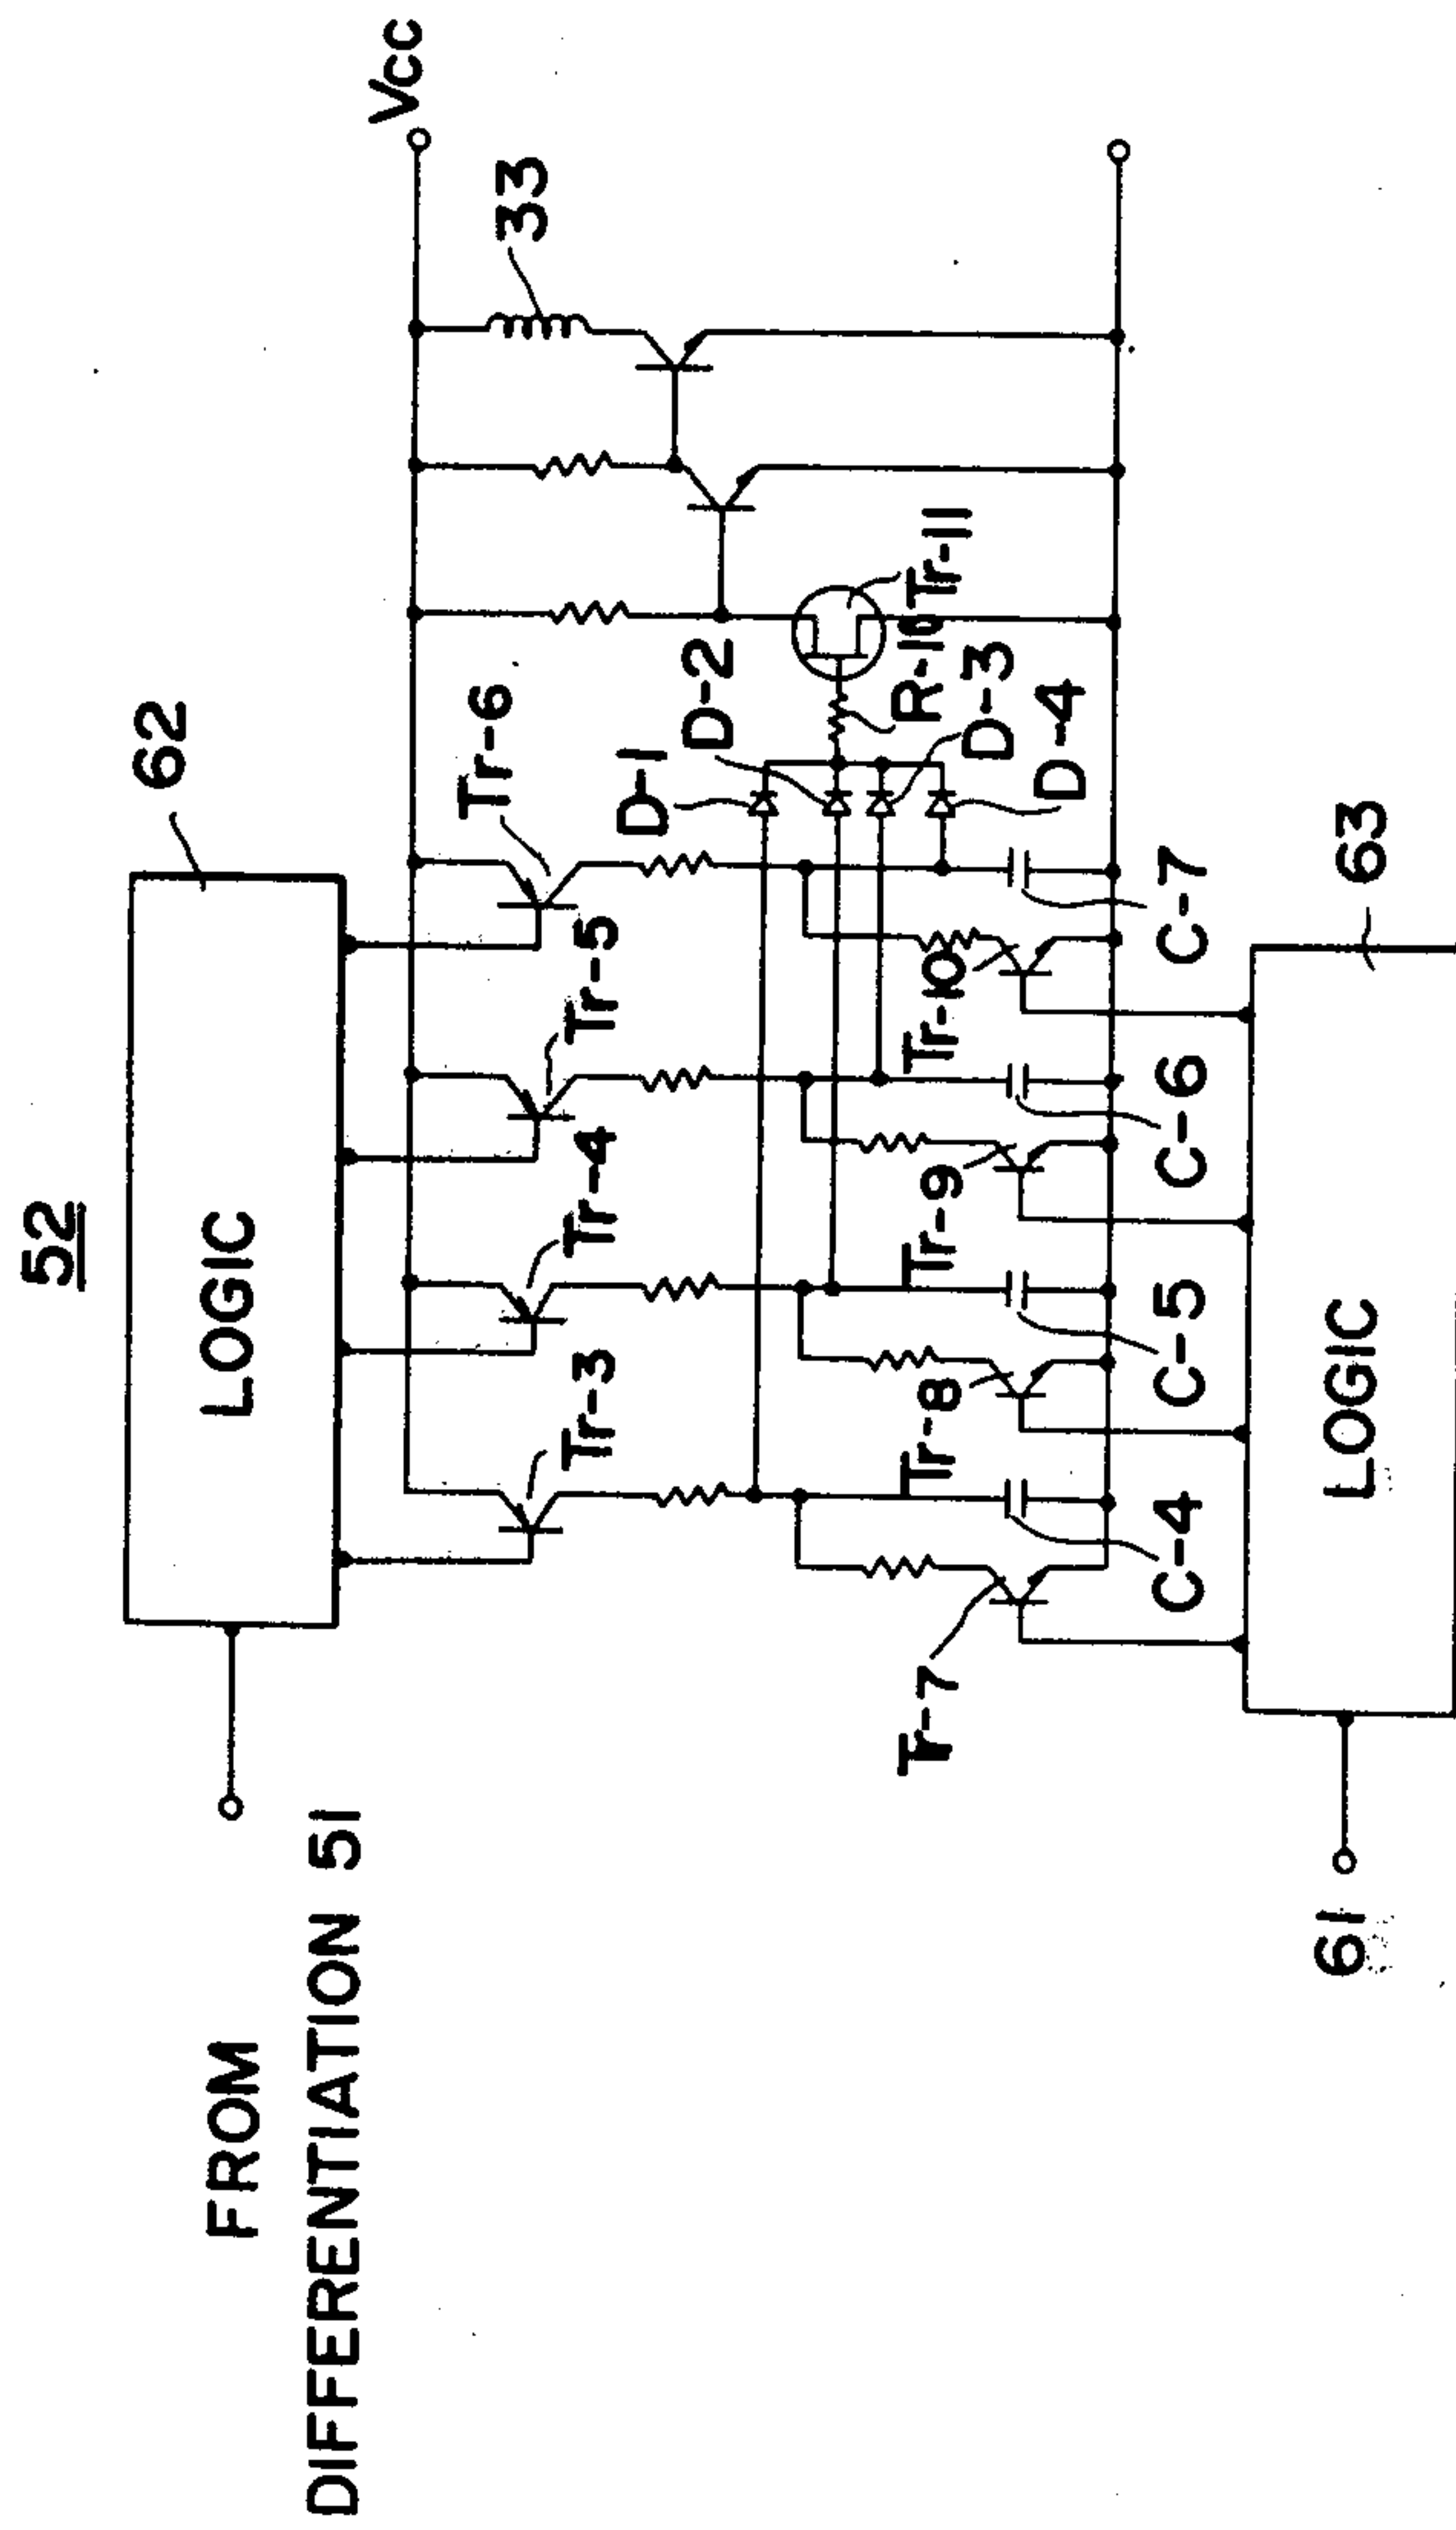 52
62
LOGIC
FROM
DIFFERENTIATION 51
Vcc
33
Tr-6
Tr-5
Tr-4
Tr-3
D-1
D-2
R-10
Tr-11
D-3
D-4
Tr-10
Tr-9
Tr-8
Tr-7
C-7
C-6
C-5
C-4
63
LOGIC
61